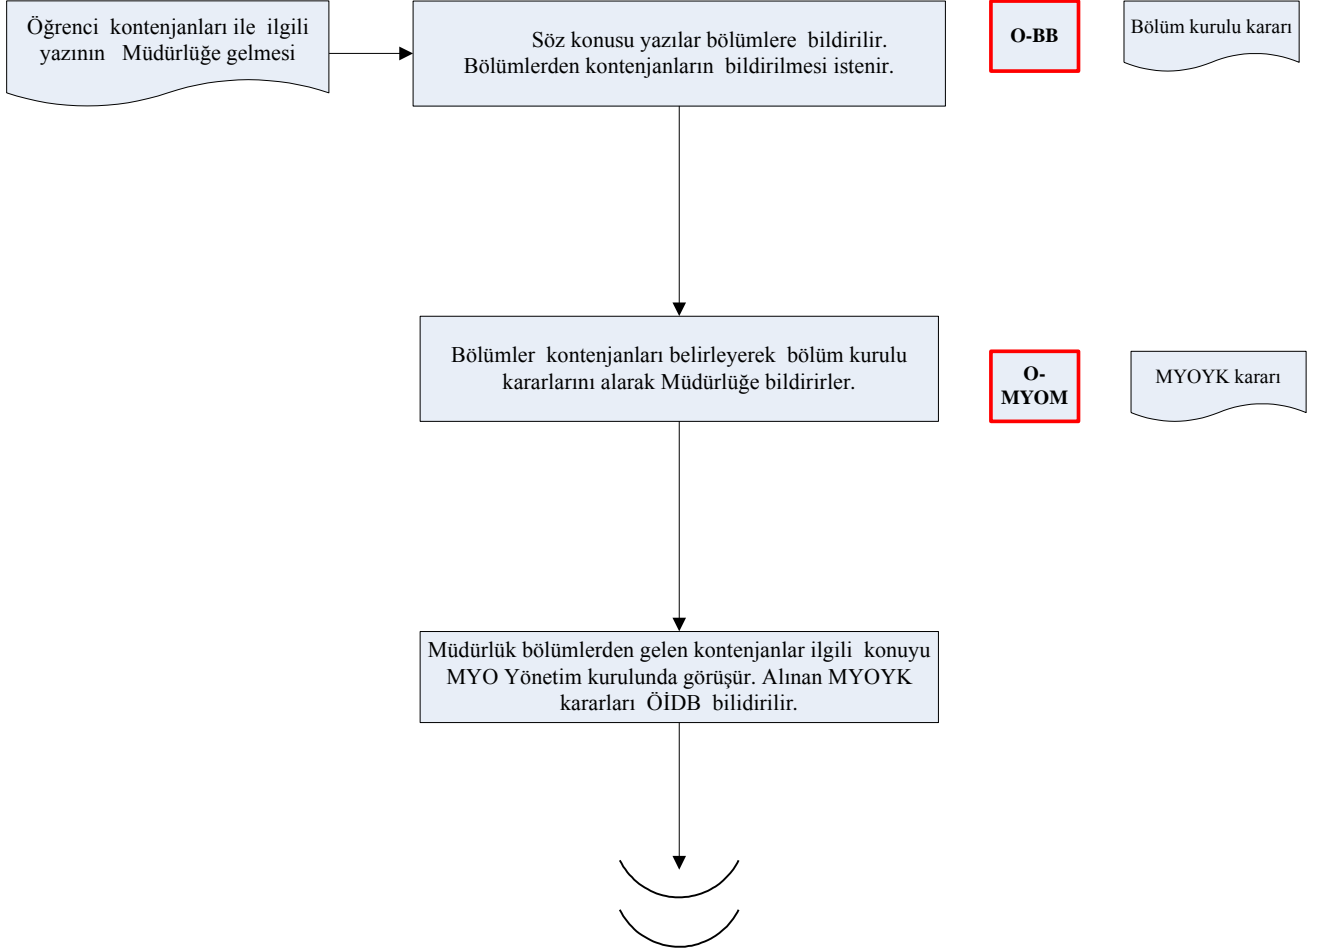 Öğrenci kontenjanları ile ilgili
yazının Müdürlüğe gelmesi
Söz konusu yazılar bölümlere bildirilir.
Bölümlerden kontenjanların bildirilmesi istenir.
O-BB
Bölüm kurulu kararı
Bölümler kontenjanları belirleyerek bölüm kurulu
kararlarını alarak Müdürlüğe bildirirler.
O-
MYOM
MYOYK kararı
Müdürlük bölümlerden gelen kontenjanlar ilgili konuyu
MYO Yönetim kurulunda görüşür. Alınan MYOYK
kararları ÖİDB bilidirilir.